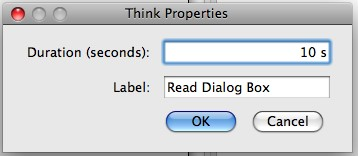 Think Properties
Duration (seconds): 10 s
Label: Read Dialog Box
OK Cancel